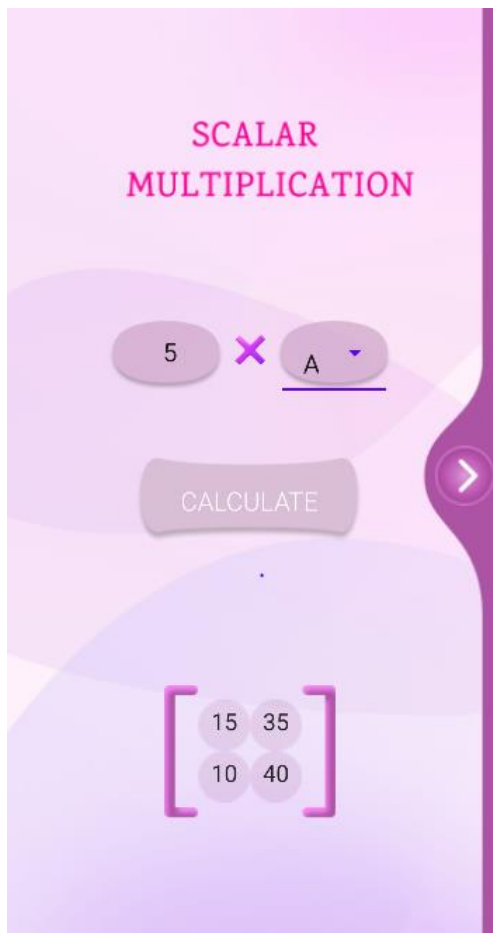 SCALAR
MULTIPLICATION
5 × A
CALCULATE
15 35
10 40